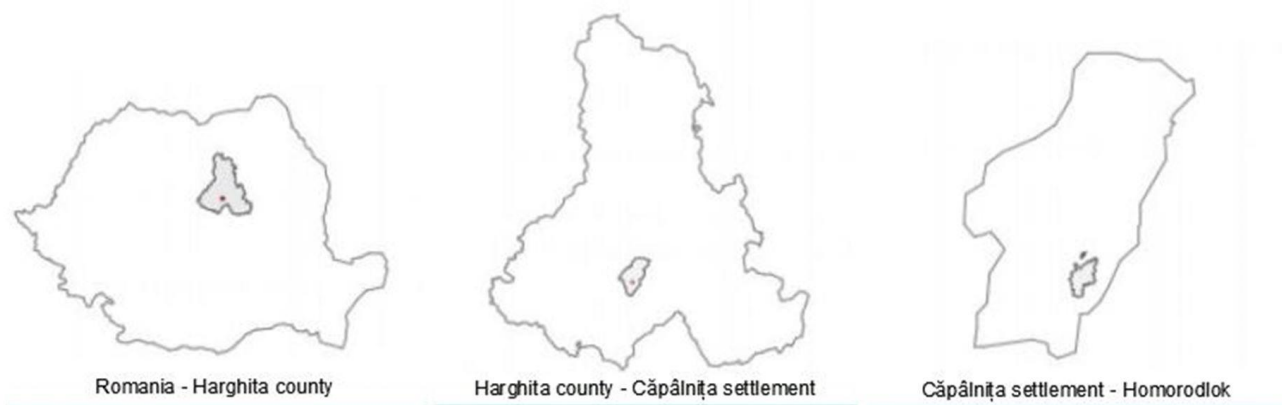 Romania - Harghita county
Harghita county - Căpâlnița settlement
Căpâlnița settlement - Homorodlok